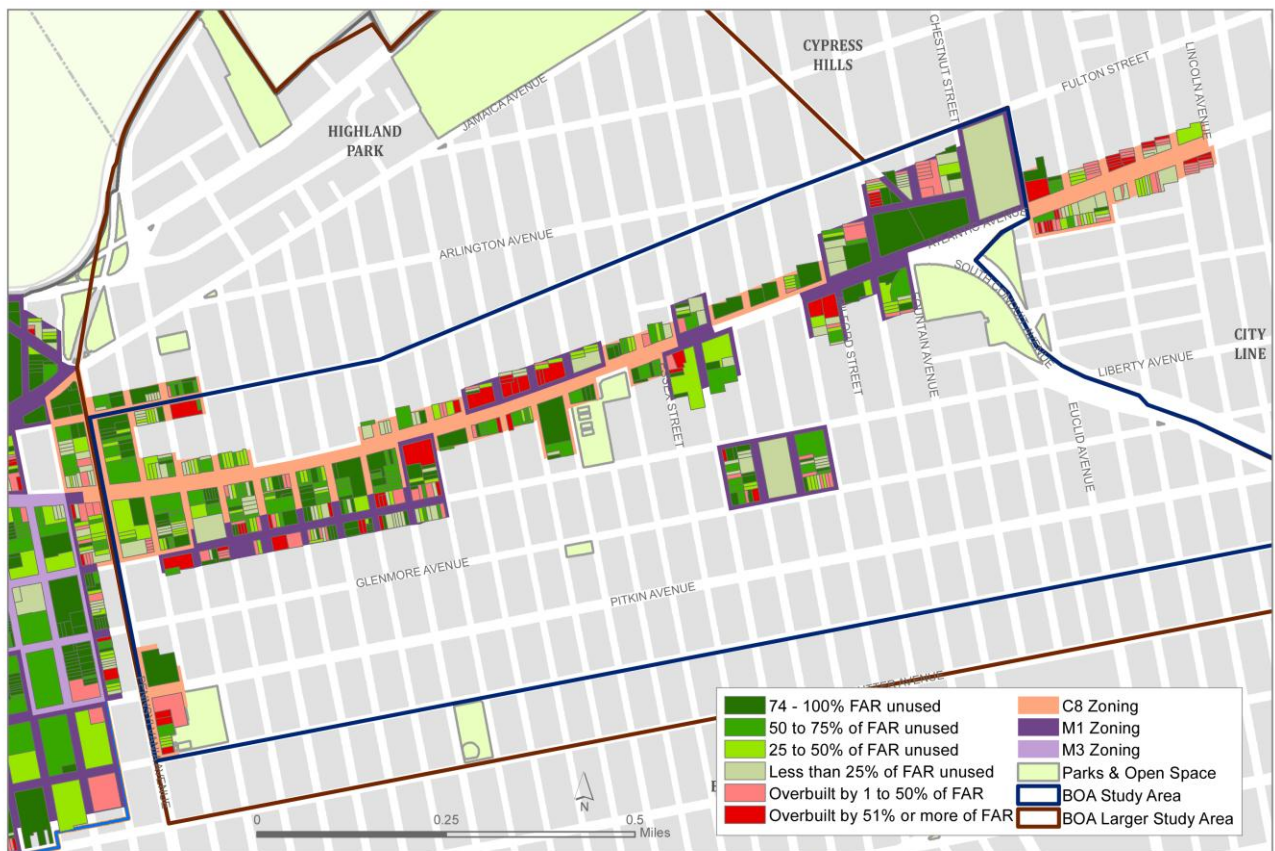 CYPRESS
HILLS
CHESTNUT STREET
FULTON STREET
LINCOLN AVENUE
HIGHLAND
PARK
JAMAICA AVENUE
ARLINGTON AVENUE
ATLANTIC AVENUE
SOUTH CONDUIT AVENUE
FOUNTAIN AVENUE
CITY
LINE
LIBERTY AVENUE
EUCLID AVENUE
GLENMORE AVENUE
PITKIN AVENUE
AVENUE
74 - 100% FAR unused
50 to 75% of FAR unused
25 to 50% of FAR unused
Less than 25% of FAR unused
Overbuilt by 1 to 50% of FAR
Overbuilt by 51% or more of FAR
C8 Zoning
M1 Zoning
M3 Zoning
Parks & Open Space
BOA Study Area
BOA Larger Study Area
N
0
0.25
0.5
Miles